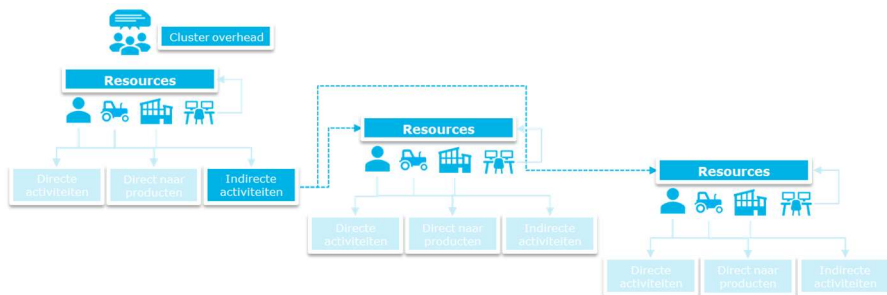 Cluster overhead
Resources
Directe
activiteiten
Direct naar
producten
Indirecte
activiteiten
Resources
Directe
activiteiten
Direct naar
producten
Indirecte
activiteiten
Resources
Directe
activiteiten
Direct naar
producten
Indirecte
activiteiten